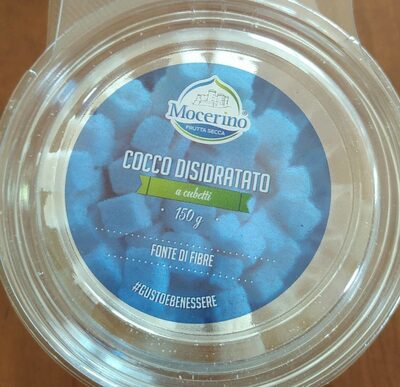 Mocerino
FRUTTA SECCA
COCCO DISIDRATATO
a cubetti
150 g
FONTE DI FIBRE
#GUSTOEBENESSERE